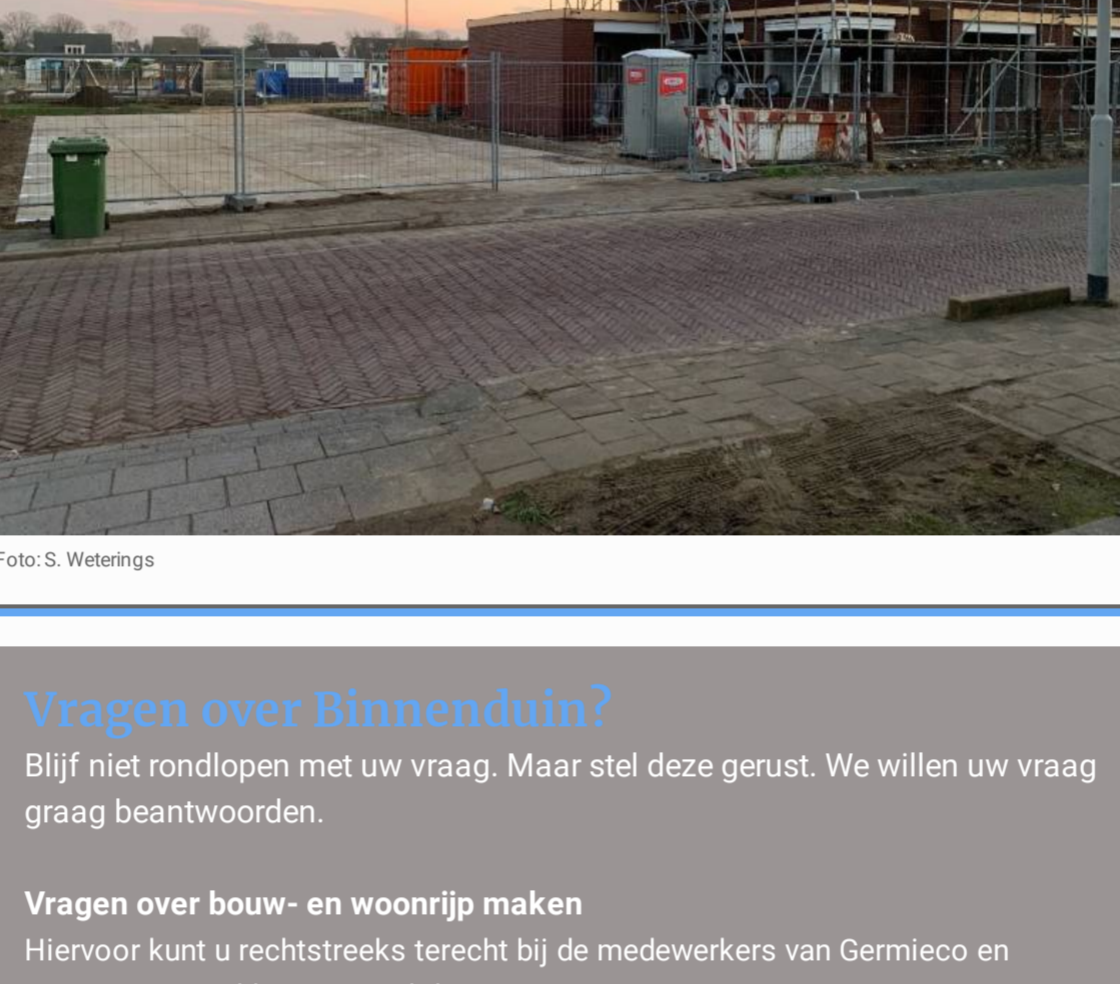 Foto: S. Weterings
Vragen over Binnenduin?
Blijf niet rondlopen met uw vraag. Maar stel deze gerust. We willen uw vraag
graag beantwoorden.
Vragen over bouw- en woonrijp maken
Hiervoor kunt u rechtstreeks terecht bij de medewerkers van Germieco en